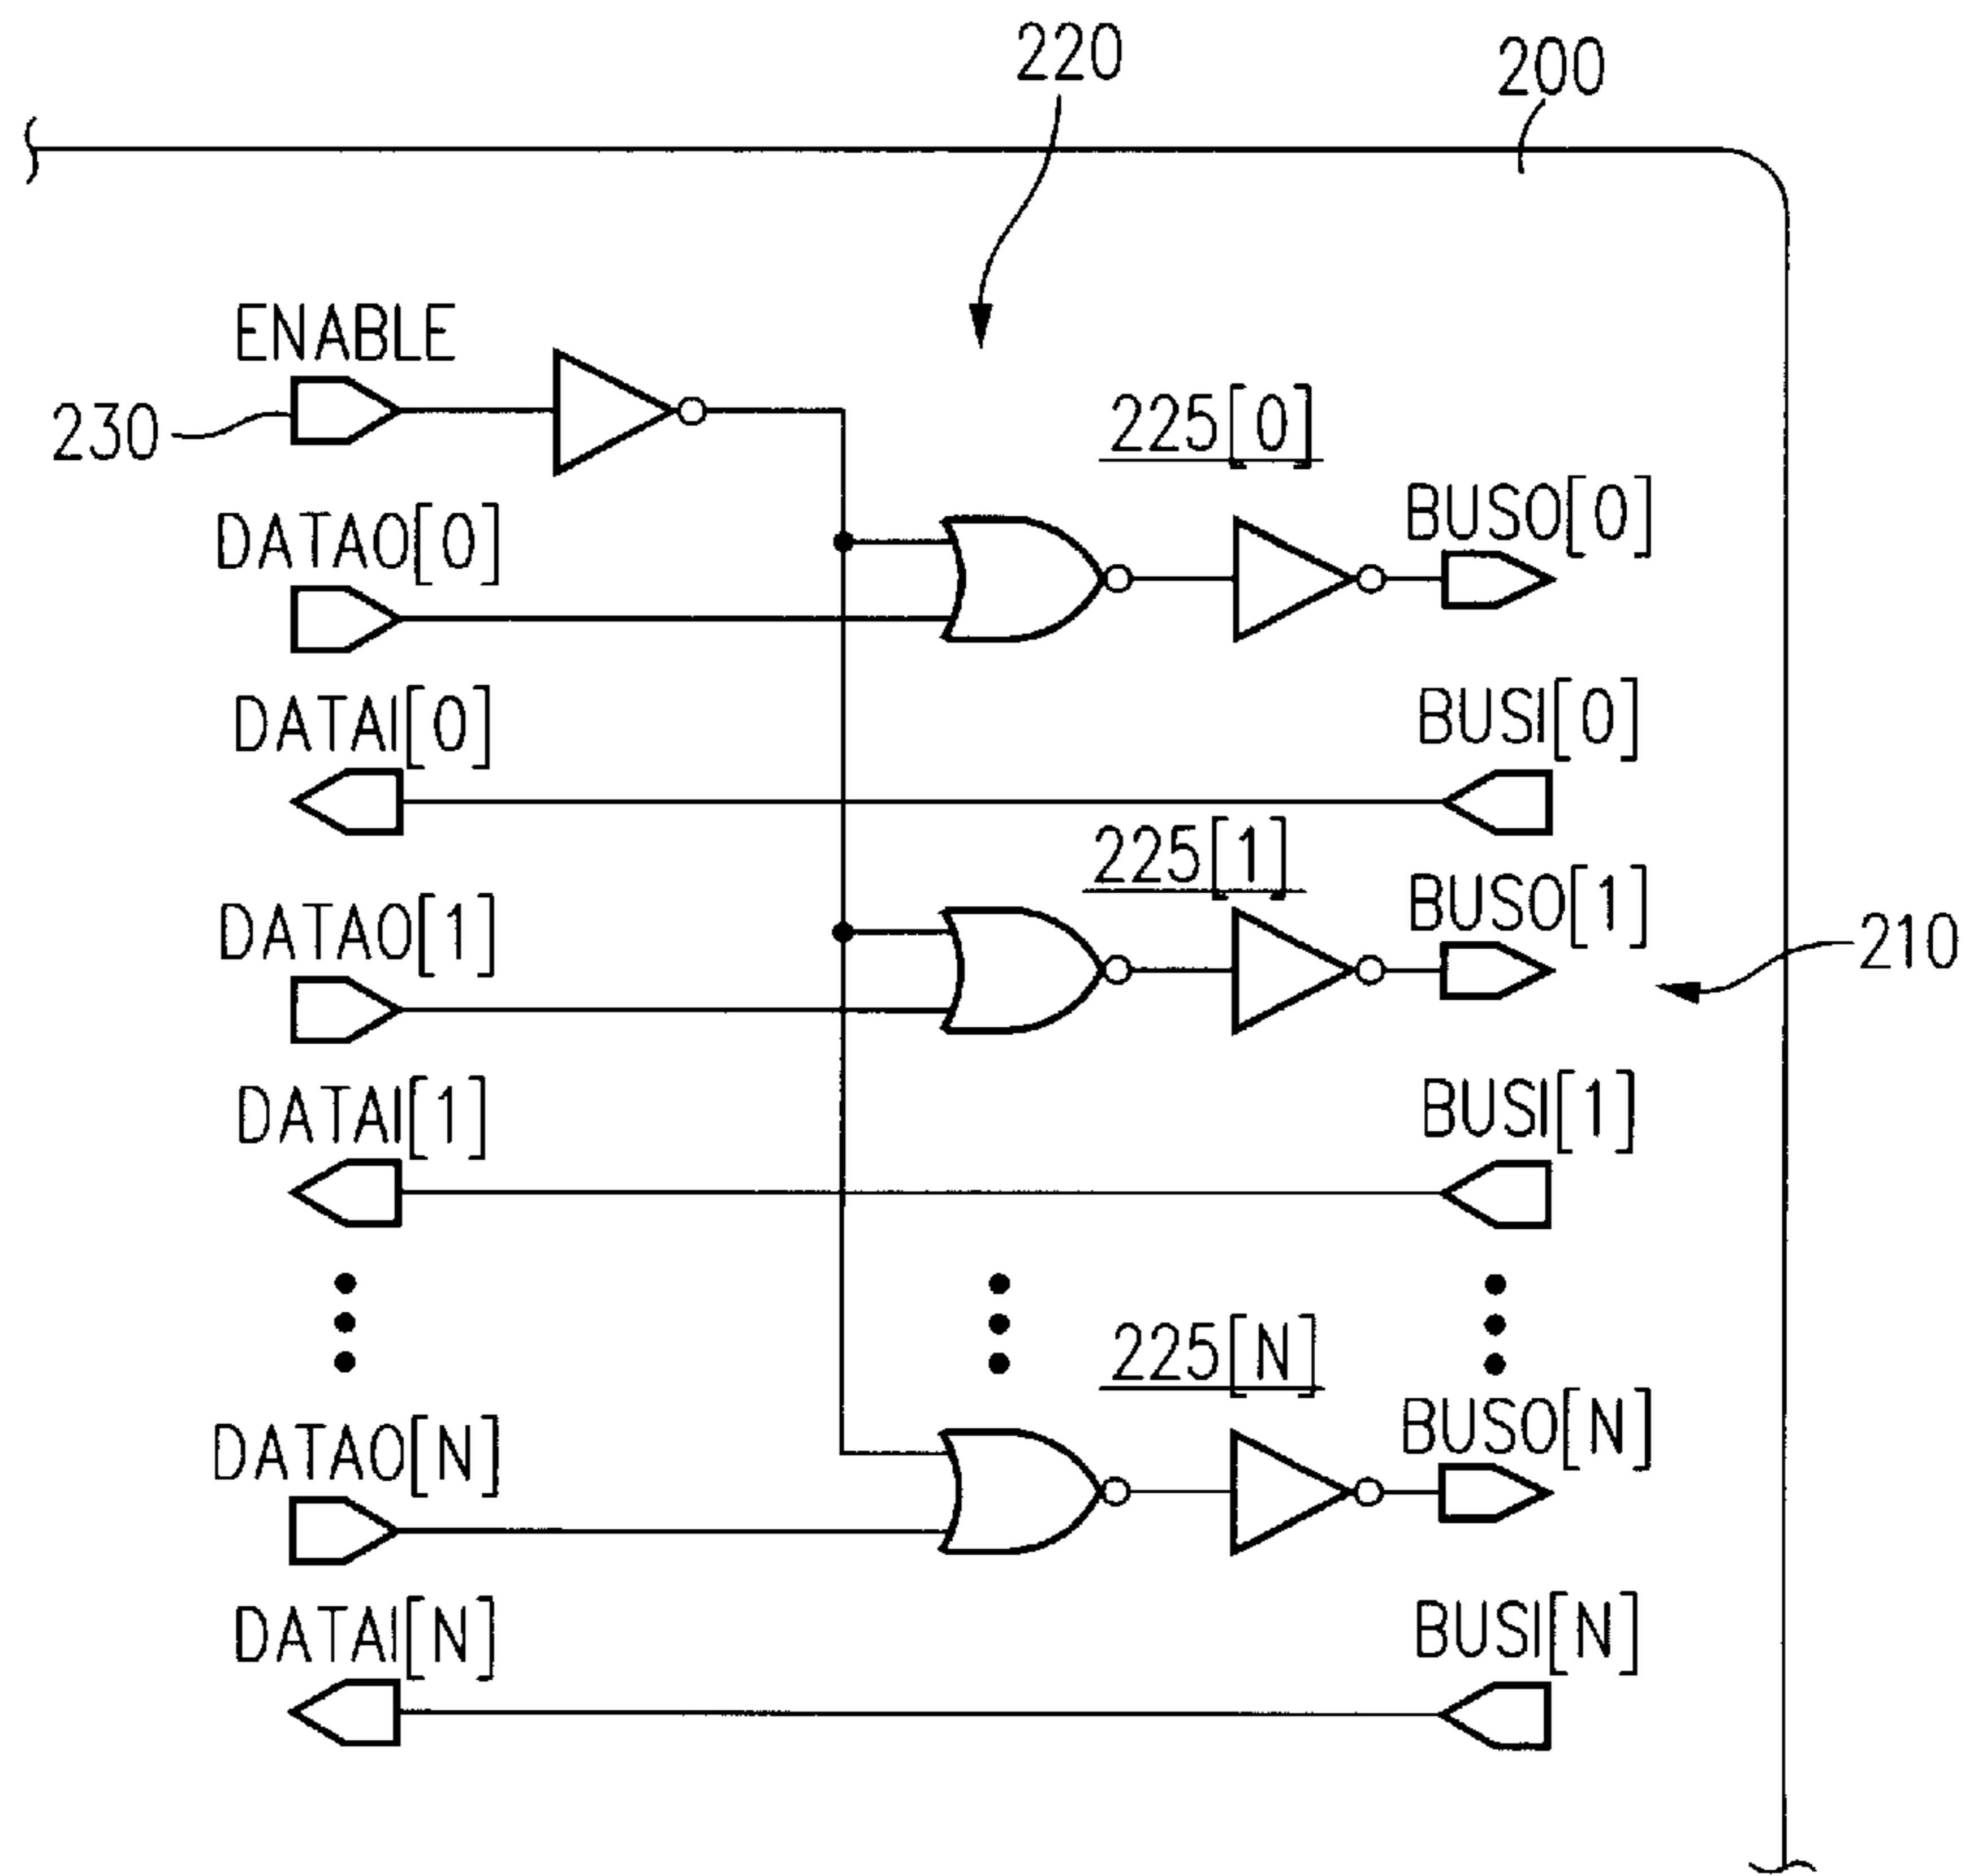 220
200
ENABLE
230
225[0]
DATAO[0]
BUSO[0]
DATAI[0]
BUSI[0]
225[1]
DATAO[1]
BUSO[1]
210
DATAI[1]
BUSI[1]
225[N]
DATAO[N]
BUSO[N]
DATAI[N]
BUSI[N]